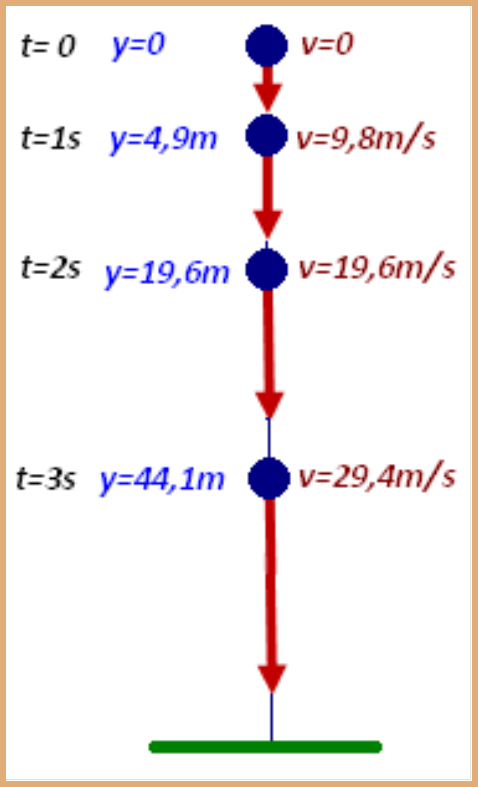 t= 0 y=0 v=0
t=1s y=4,9m v=9,8m/s
t=2s y=19,6m v=19,6m/s
t=3s y=44,1m v=29,4m/s